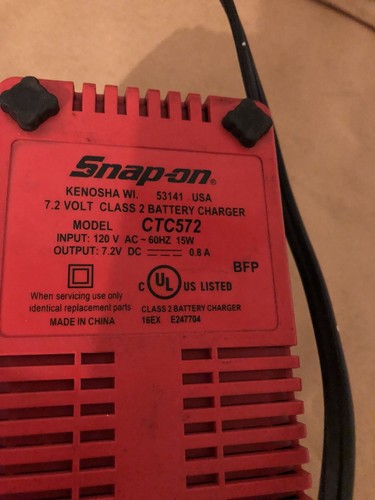 Snap-on®
KENOSHA WI. 53141 USA
7.2 VOLT CLASS 2 BATTERY CHARGER
MODEL CTC572
INPUT: 120 V AC ~ 60HZ 15W
OUTPUT: 7.2V DC ⎓ 0.8 A
BFP
C UL US LISTED
When servicing use only
identical replacement parts
CLASS 2 BATTERY CHARGER
MADE IN CHINA
16EX E247704